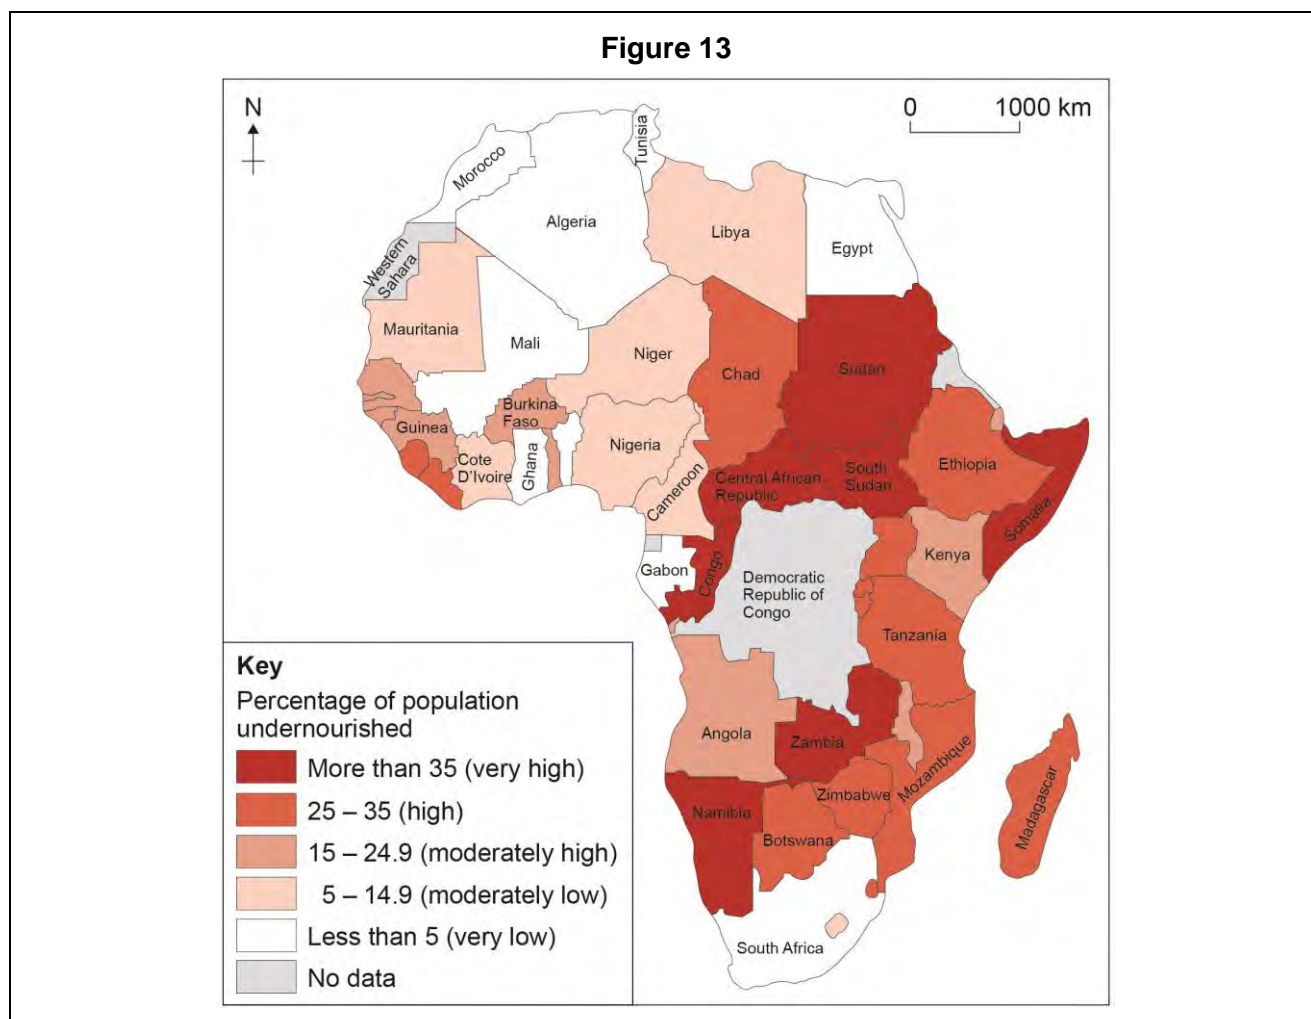 Figure 13
N
0 1000 km
Tunisia
Morocco
Algeria
Libya
Egypt
Western
Sahara
Mauritania
Mali
Niger
Chad
Sudan
Burkina
Faso
Guinea
Nigeria
Cote
D'Ivoire
Ghana
Cameroon
Central African
Republic
South
Sudan
Ethiopia
Somalia
Kenya
Gabon
Congo
Democratic
Republic of
Congo
Tanzania
Angola
Zambia
Mozambique
Zimbabwe
Namibia
Botswana
Madagascar
South Africa
Key
Percentage of population
undernourished
More than 35 (very high)
25 – 35 (high)
15 – 24.9 (moderately high)
5 – 14.9 (moderately low)
Less than 5 (very low)
No data